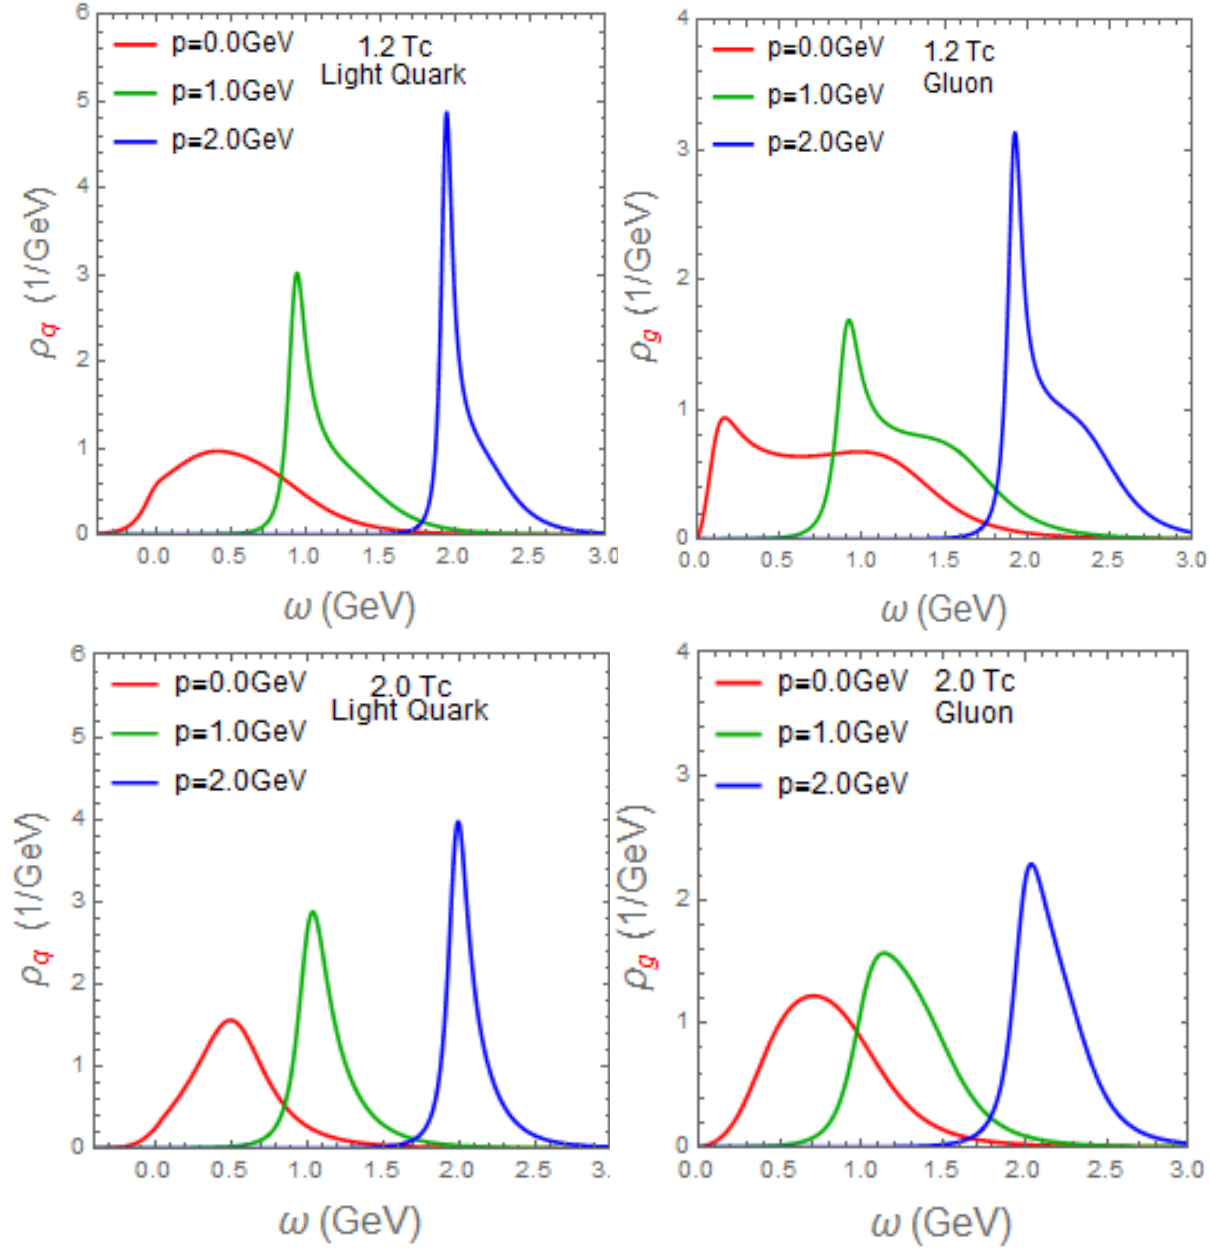 6
5
4
3
2
1
0
p=0.0GeV
p=1.0GeV
p=2.0GeV
1.2 Tc
Light Quark
ρq (1/GeV)
0.0 0.5 1.0 1.5 2.0 2.5 3.0
ω (GeV)
4
3
2
1
0
p=0.0GeV
p=1.0GeV
p=2.0GeV
1.2 Tc
Gluon
ρg (1/GeV)
0.0 0.5 1.0 1.5 2.0 2.5 3.0
ω (GeV)
6
5
4
3
2
1
0
p=0.0GeV
p=1.0GeV
p=2.0GeV
2.0 Tc
Light Quark
ρq (1/GeV)
0.0 0.5 1.0 1.5 2.0 2.5 3.
ω (GeV)
4
3
2
1
0
p=0.0GeV
p=1.0GeV
p=2.0GeV
2.0 Tc
Gluon
ρg (1/GeV)
0.0 0.5 1.0 1.5 2.0 2.5 3.0
ω (GeV)